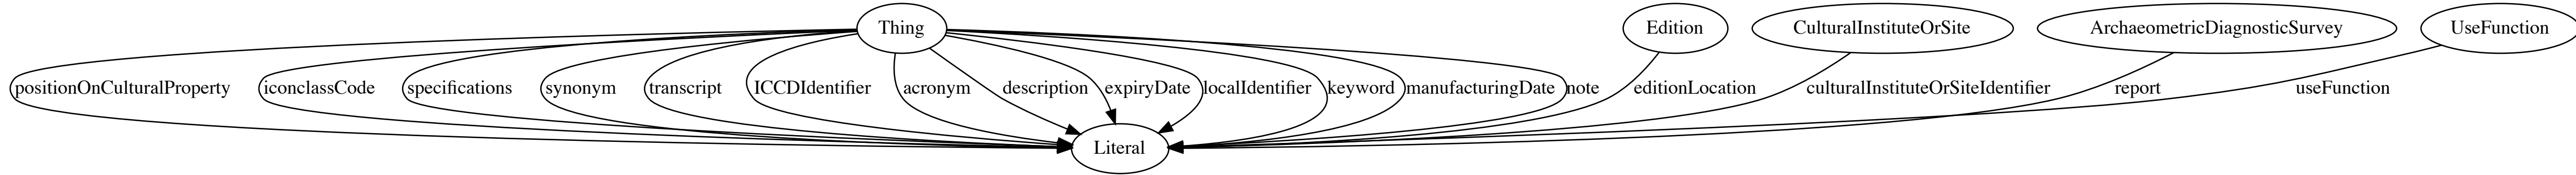 Thing
Edition
CulturalInstituteOrSite
ArchaeometricDiagnosticSurvey
UseFunction
positionOnCulturalProperty
iconclassCode
specifications
synonym
transcript
ICCDIdentifier
acronym
description
expiryDate
localIdentifier
keyword
manufacturingDate
note
editionLocation
culturalInstituteOrSiteIdentifier
report
useFunction
Literal